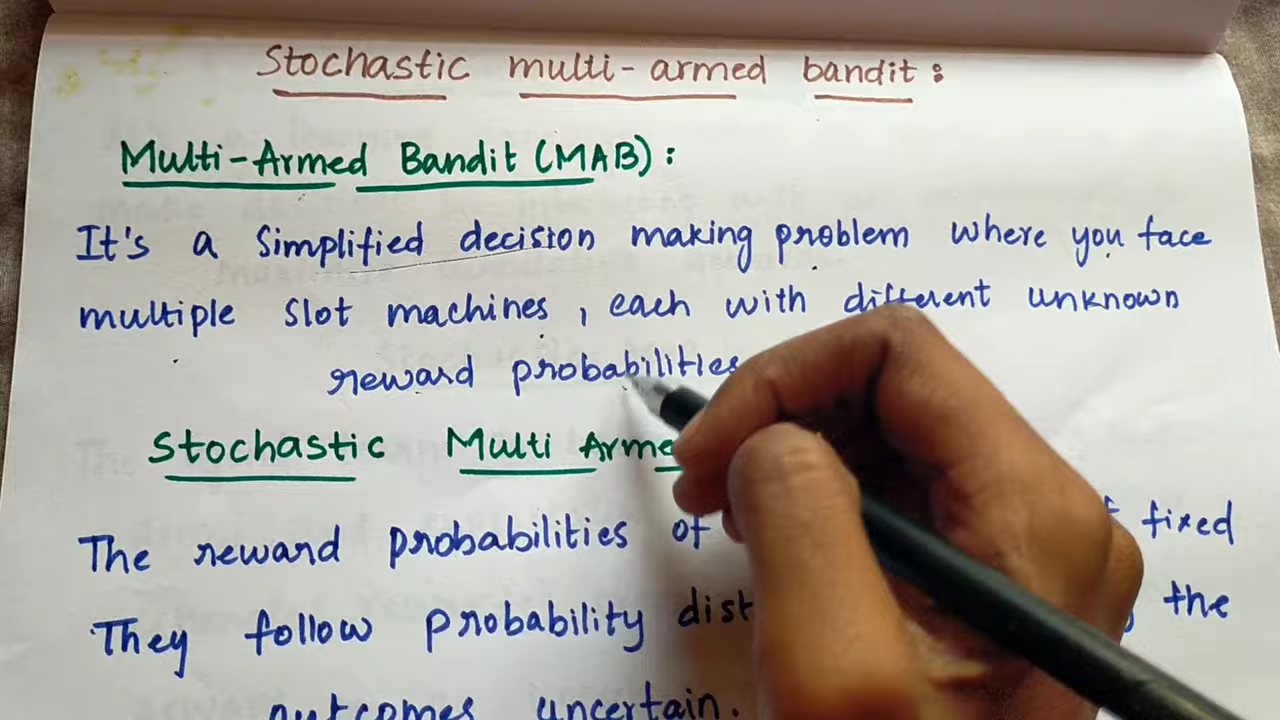 Stochastic multi-armed bandit:
Multi-Armed Bandit (MAB):
It's a simplified decision making problem where you face
multiple slot machines, each with different unknown
reward probabilities
Stochastic Multi
The reward probabilities of fixed
They follow probability the
outcomes uncertain.